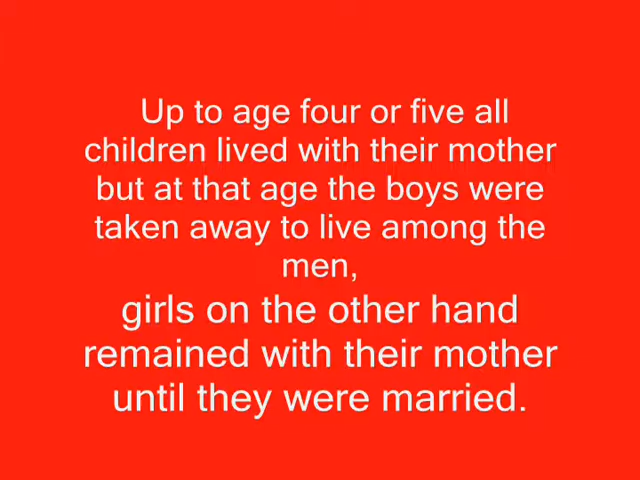 Up to age four or five all
children lived with their mother
but at that age the boys were
taken away to live among the
men,
girls on the other hand
remained with their mother
until they were married.